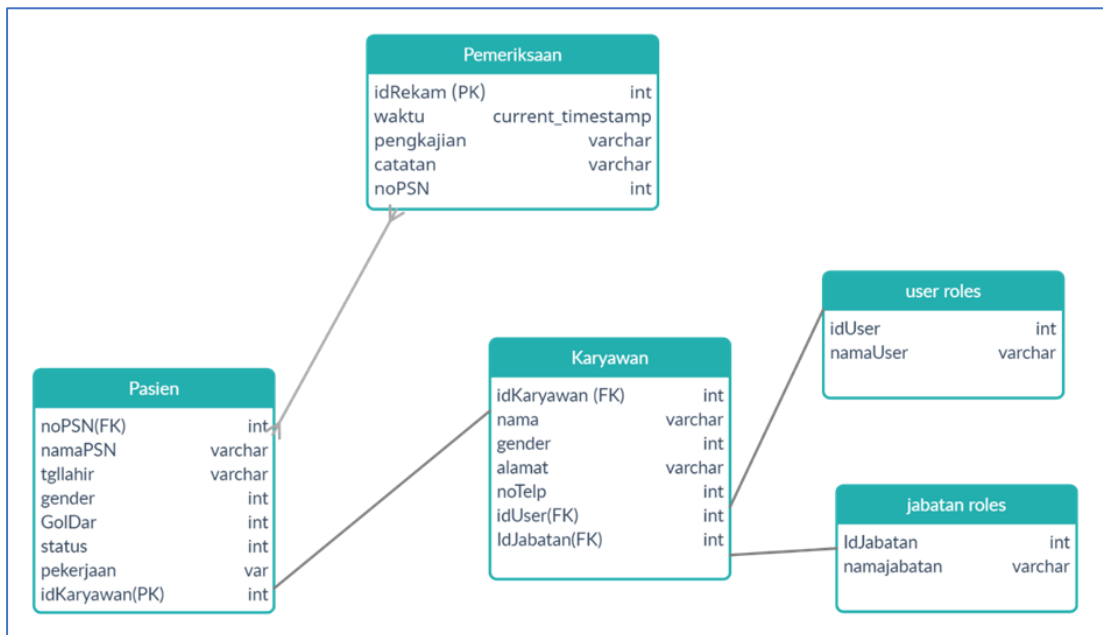 Pemeriksaan
idRekam (PK) int
waktu current_timestamp
pengkajian varchar
catatan varchar
noPSN int
user roles
idUser int
namaUser varchar
Karyawan
idKaryawan (FK) int
nama varchar
gender int
alamat varchar
noTelp int
idUser(FK) int
IdJabatan(FK) int
Pasien
noPSN(FK) int
namaPSN varchar
tgllahir varchar
gender int
GolDar int
status int
pekerjaan var
idKaryawan(PK) int
jabatan roles
IdJabatan int
namajabatan varchar